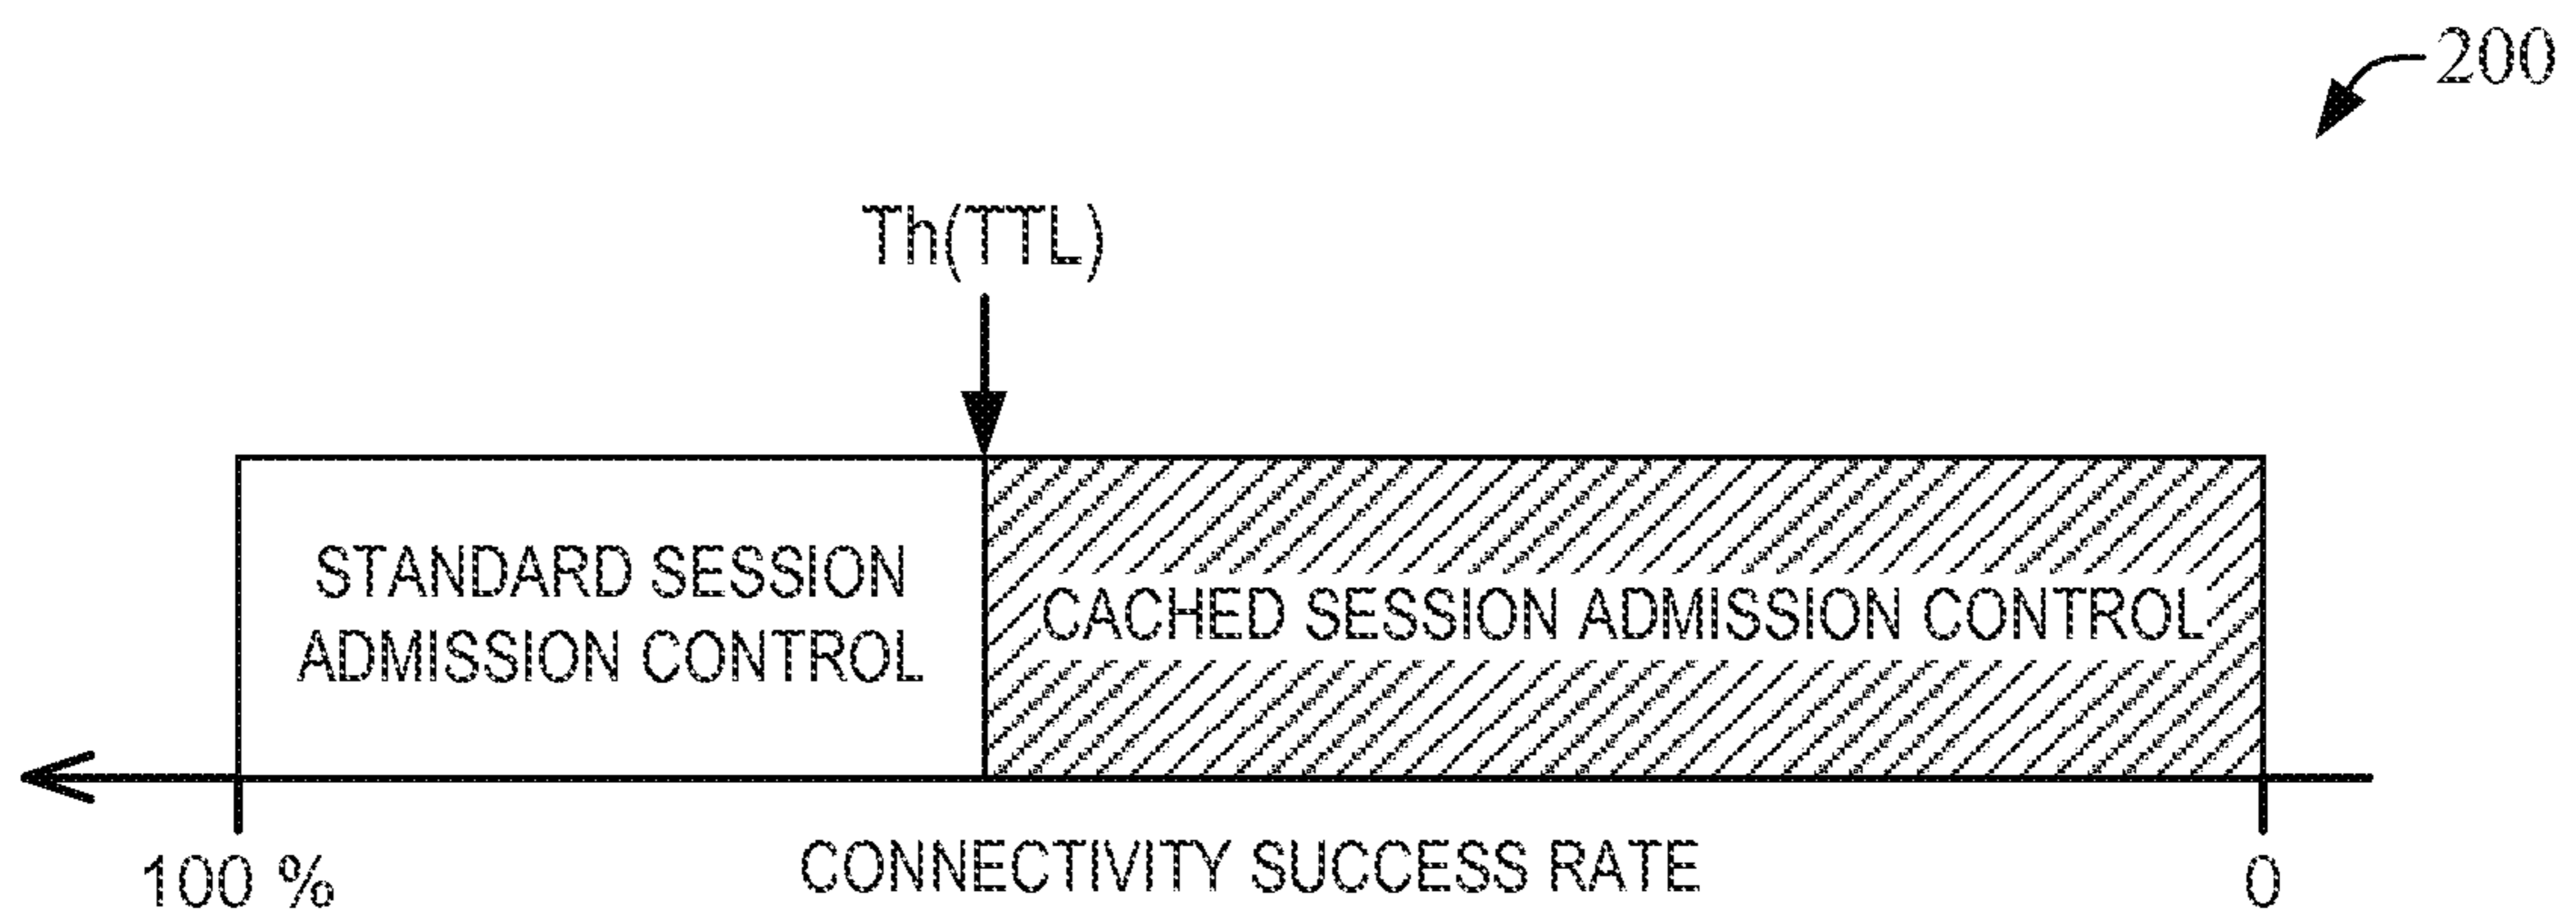 200
Th(TTL)
STANDARD SESSION
ADMISSION CONTROL
CACHED SESSION ADMISSION CONTROL
100 %
CONNECTIVITY SUCCESS RATE
0